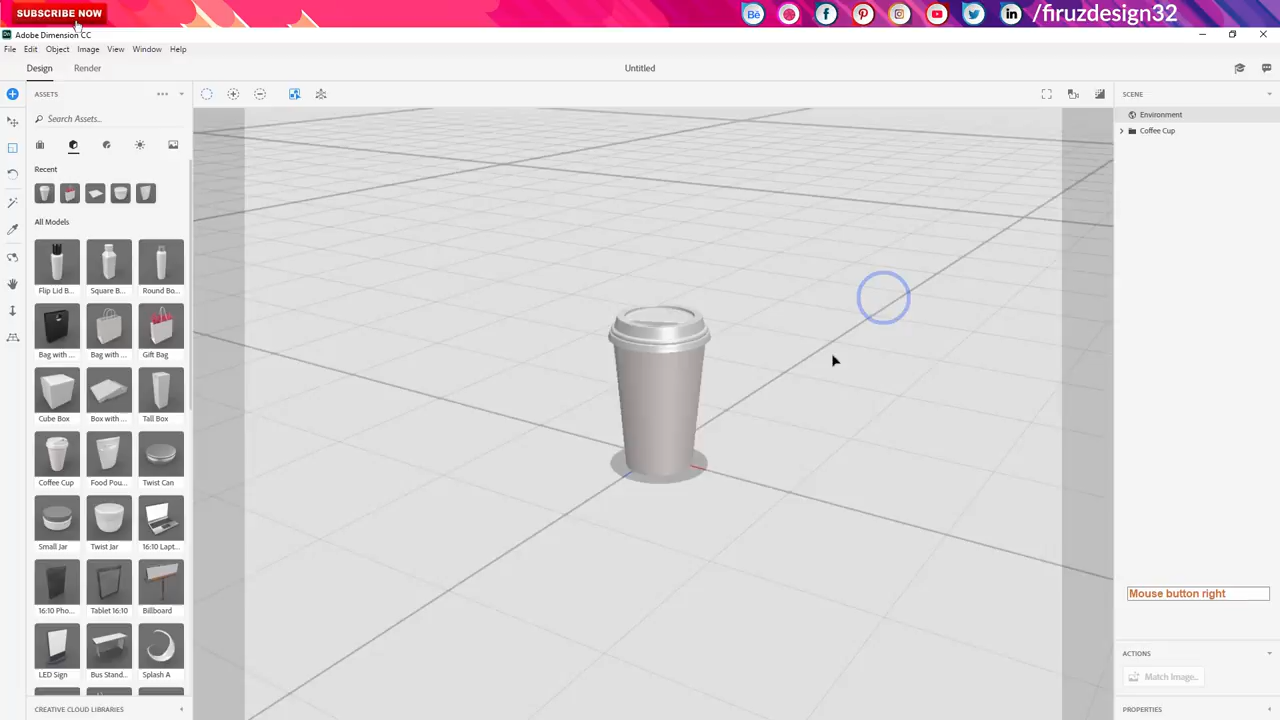 SUBSCRIBE NOW
/firuzdesign32
Adobe Dimension CC
File Edit Object Image View Window Help
Design Render
Untitled
ASSETS
SCENE
Search Assets...
Environment
Coffee Cup
Recent
All Models
Flip Lid B... Square B... Round Bo...
Bag with ... Bag with ... Gift Bag
Cube Box Box with ... Tall Box
Coffee Cup Food Pou... Twist Can
Small Jar Twist Jar 16:10 Lapt...
16:10 Pho... Tablet 16:10 Billboard
LED Sign Bus Stand... Splash A
Mouse button right
ACTIONS
Match Image...
CREATIVE CLOUD LIBRARIES
PROPERTIES